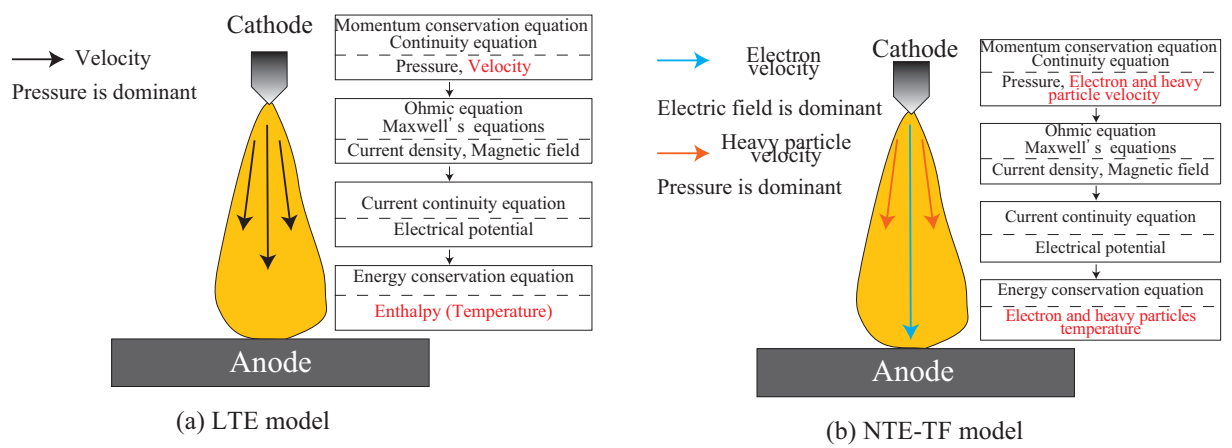 Cathode
Velocity
Pressure is dominant
Momentum conservation equation
Continuity equation
Pressure, Velocity
Ohmic equation
Maxwell's equations
Current density, Magnetic field
Current continuity equation
Electrical potential
Energy conservation equation
Enthalpy (Temperature)
Anode
(a) LTE model
Cathode
Electron
velocity
Electric field is dominant
Heavy particle
velocity
Pressure is dominant
Momentum conservation equation
Continuity equation
Pressure, Electron and heavy
particle velocity
Ohmic equation
Maxwell's equations
Current density, Magnetic field
Current continuity equation
Electrical potential
Energy conservation equation
Electron and heavy particles
temperature
Anode
(b) NTE-TF model